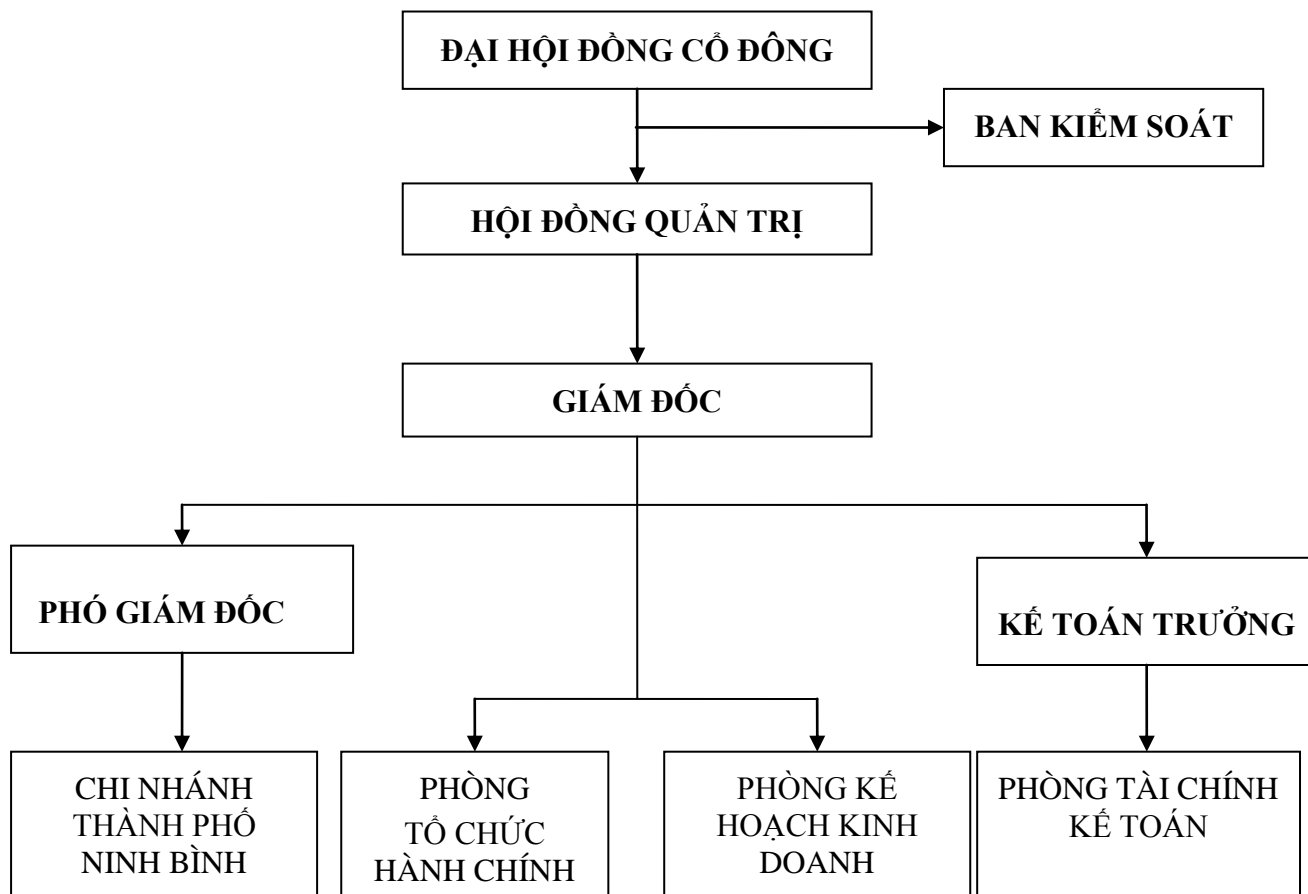 ĐẠI HỘI ĐỒNG CỔ ĐÔNG
BAN KIỂM SOÁT
HỘI ĐỒNG QUẢN TRỊ
GIÁM ĐỐC
PHÓ GIÁM ĐỐC
KẾ TOÁN TRƯỞNG
CHI NHÁNH
THÀNH PHỐ
NINH BÌNH
PHÒNG
TỔ CHỨC
HÀNH CHÍNH
PHÒNG KẾ
HOẠCH KINH
DOANH
PHÒNG TÀI CHÍNH
KẾ TOÁN